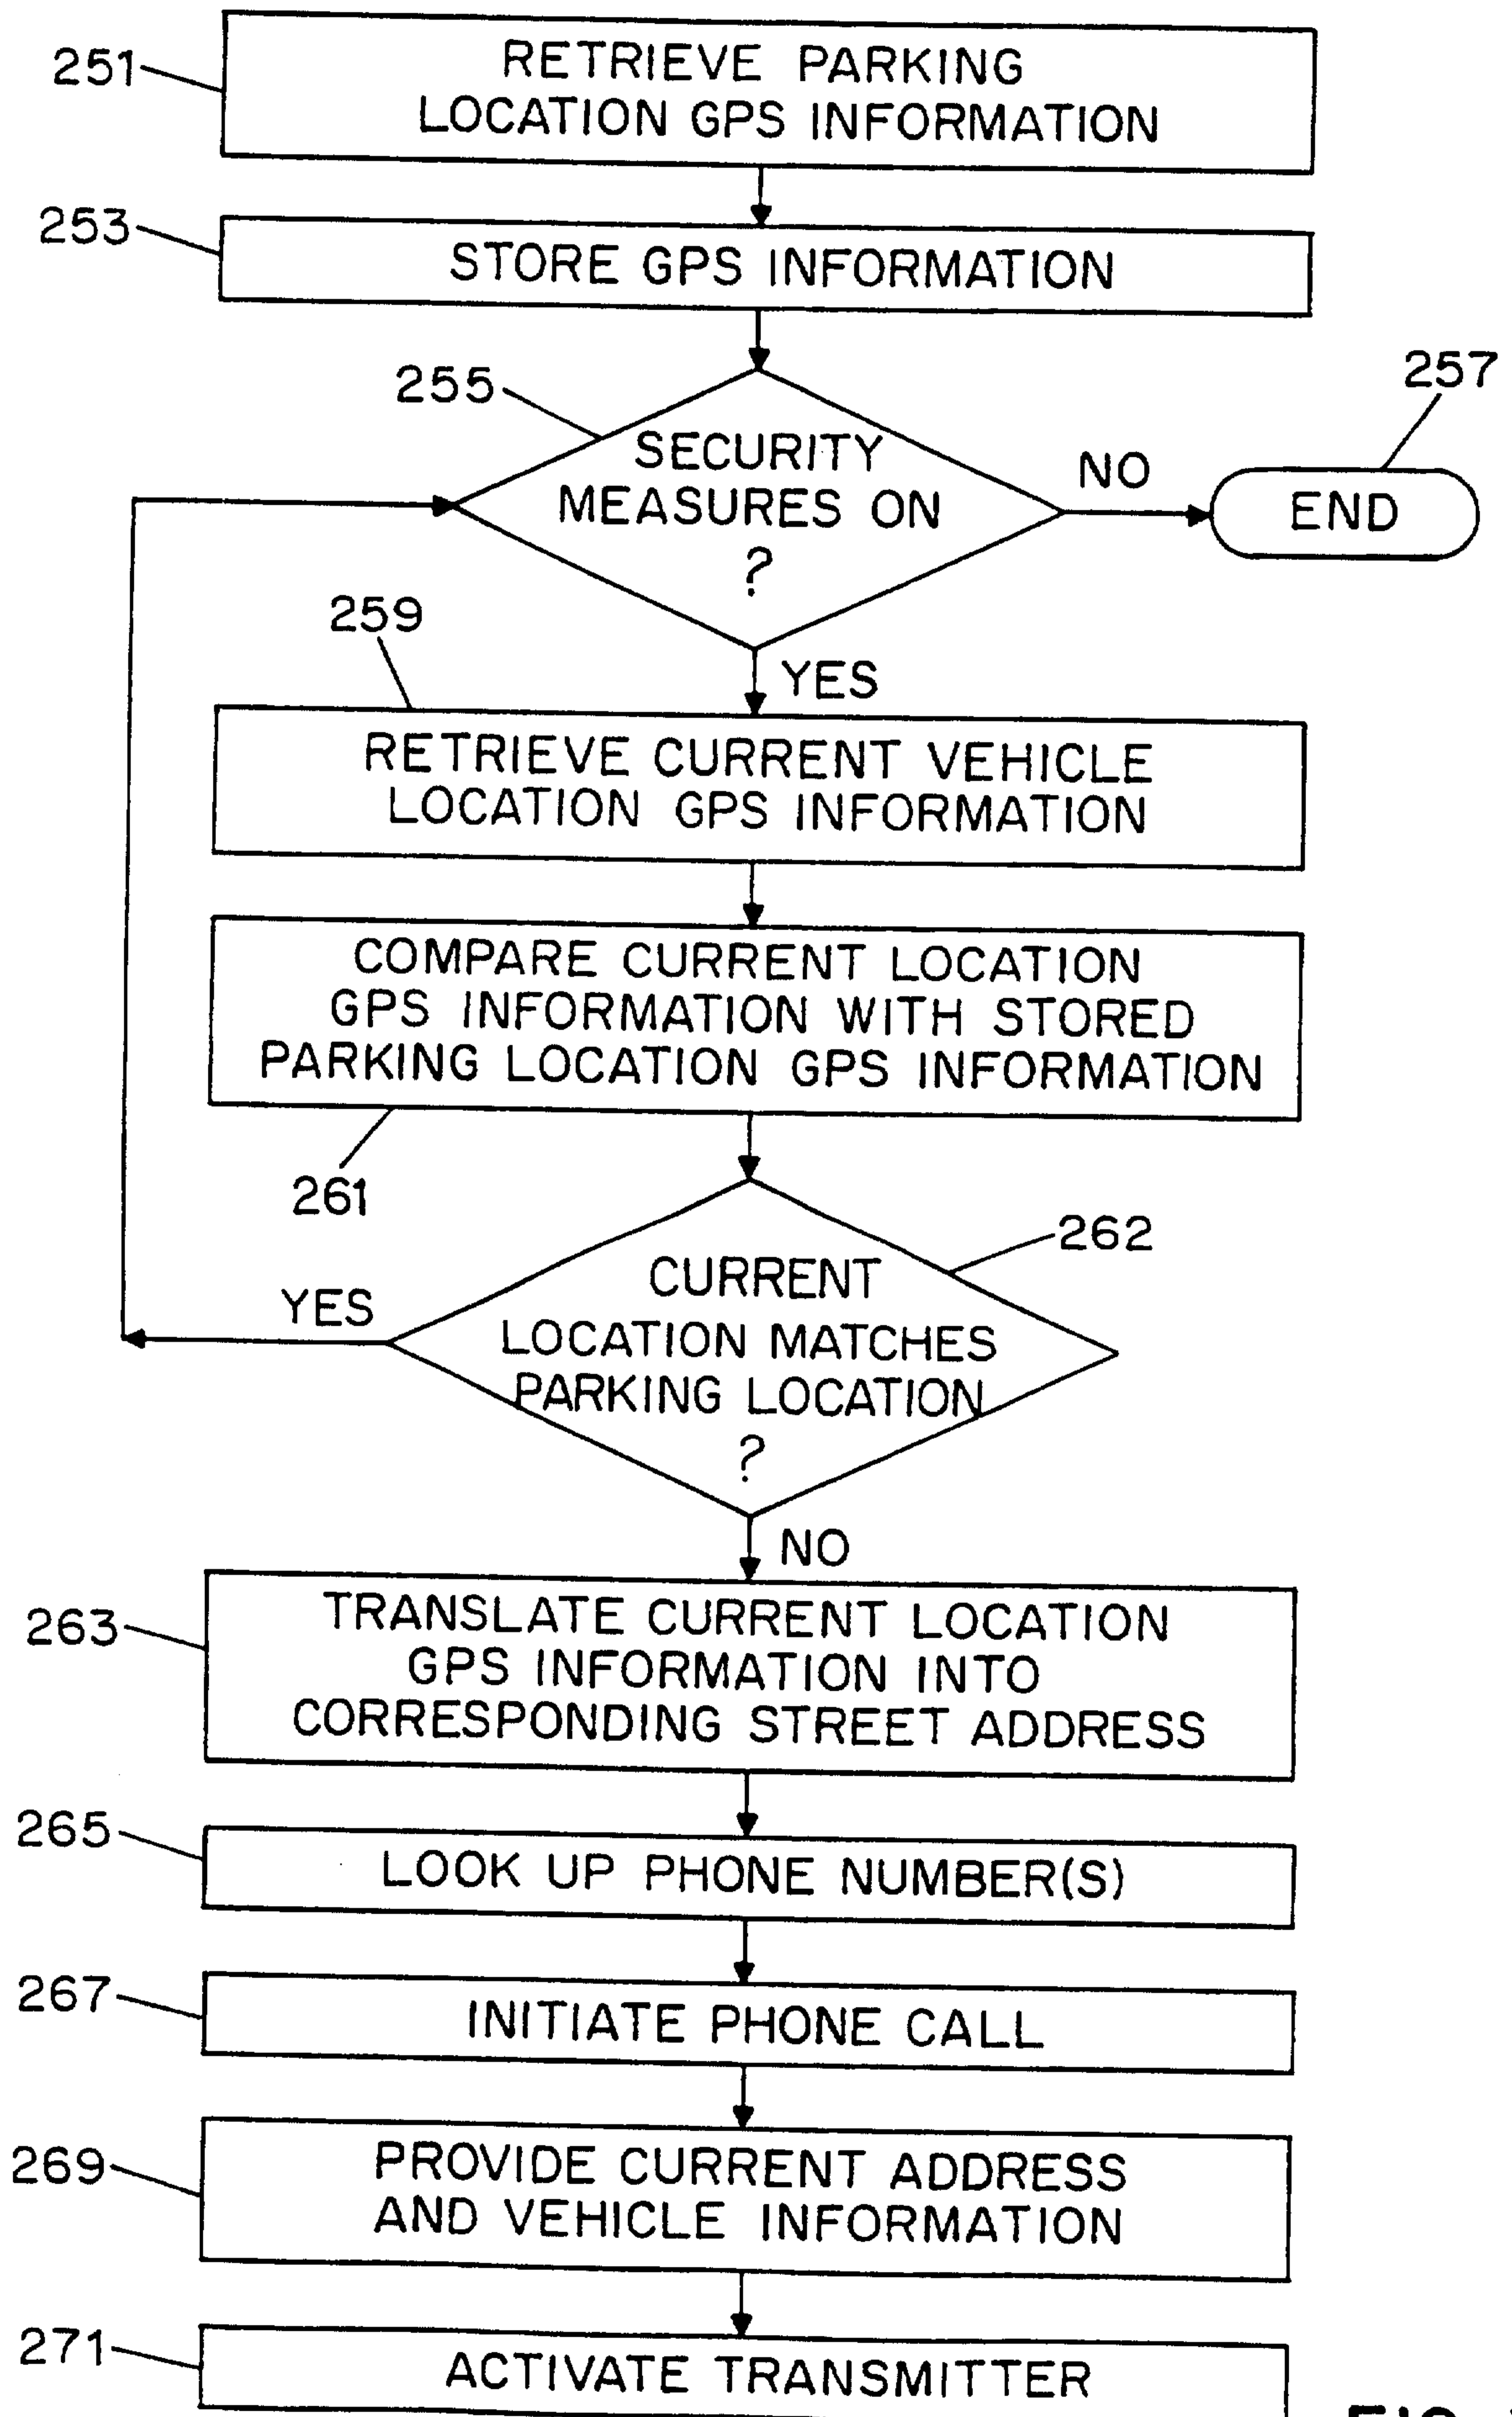 251
RETRIEVE PARKING
LOCATION GPS INFORMATION
253
STORE GPS INFORMATION
255
SECURITY
MEASURES ON
?
NO
257
END
YES
259
RETRIEVE CURRENT VEHICLE
LOCATION GPS INFORMATION
COMPARE CURRENT LOCATION
GPS INFORMATION WITH STORED
PARKING LOCATION GPS INFORMATION
261
262
CURRENT
LOCATION MATCHES
PARKING LOCATION
?
YES
NO
263
TRANSLATE CURRENT LOCATION
GPS INFORMATION INTO
CORRESPONDING STREET ADDRESS
265
LOOK UP PHONE NUMBER(S)
267
INITIATE PHONE CALL
269
PROVIDE CURRENT ADDRESS
AND VEHICLE INFORMATION
271
ACTIVATE TRANSMITTER